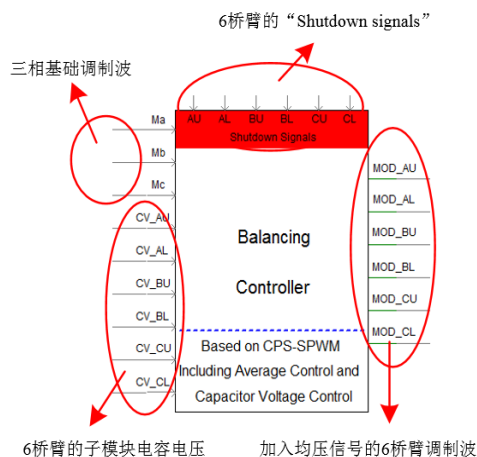 6桥臂的“Shutdown signals”
三相基础调制波
AU AL BU BL CU CL
Shutdown Signals
Ma
Mb
Mc
CV_AU
CV_AL
CV_BU
CV_BL
CV_CU
CV_CL
Balancing
Controller
Based on CPS-SPWM
Including Average Control and
Capacitor Voltage Control
MOD_AU
MOD_AL
MOD_BU
MOD_BL
MOD_CU
MOD_CL
6桥臂的子模块电容电压
加入均压信号的6桥臂调制波